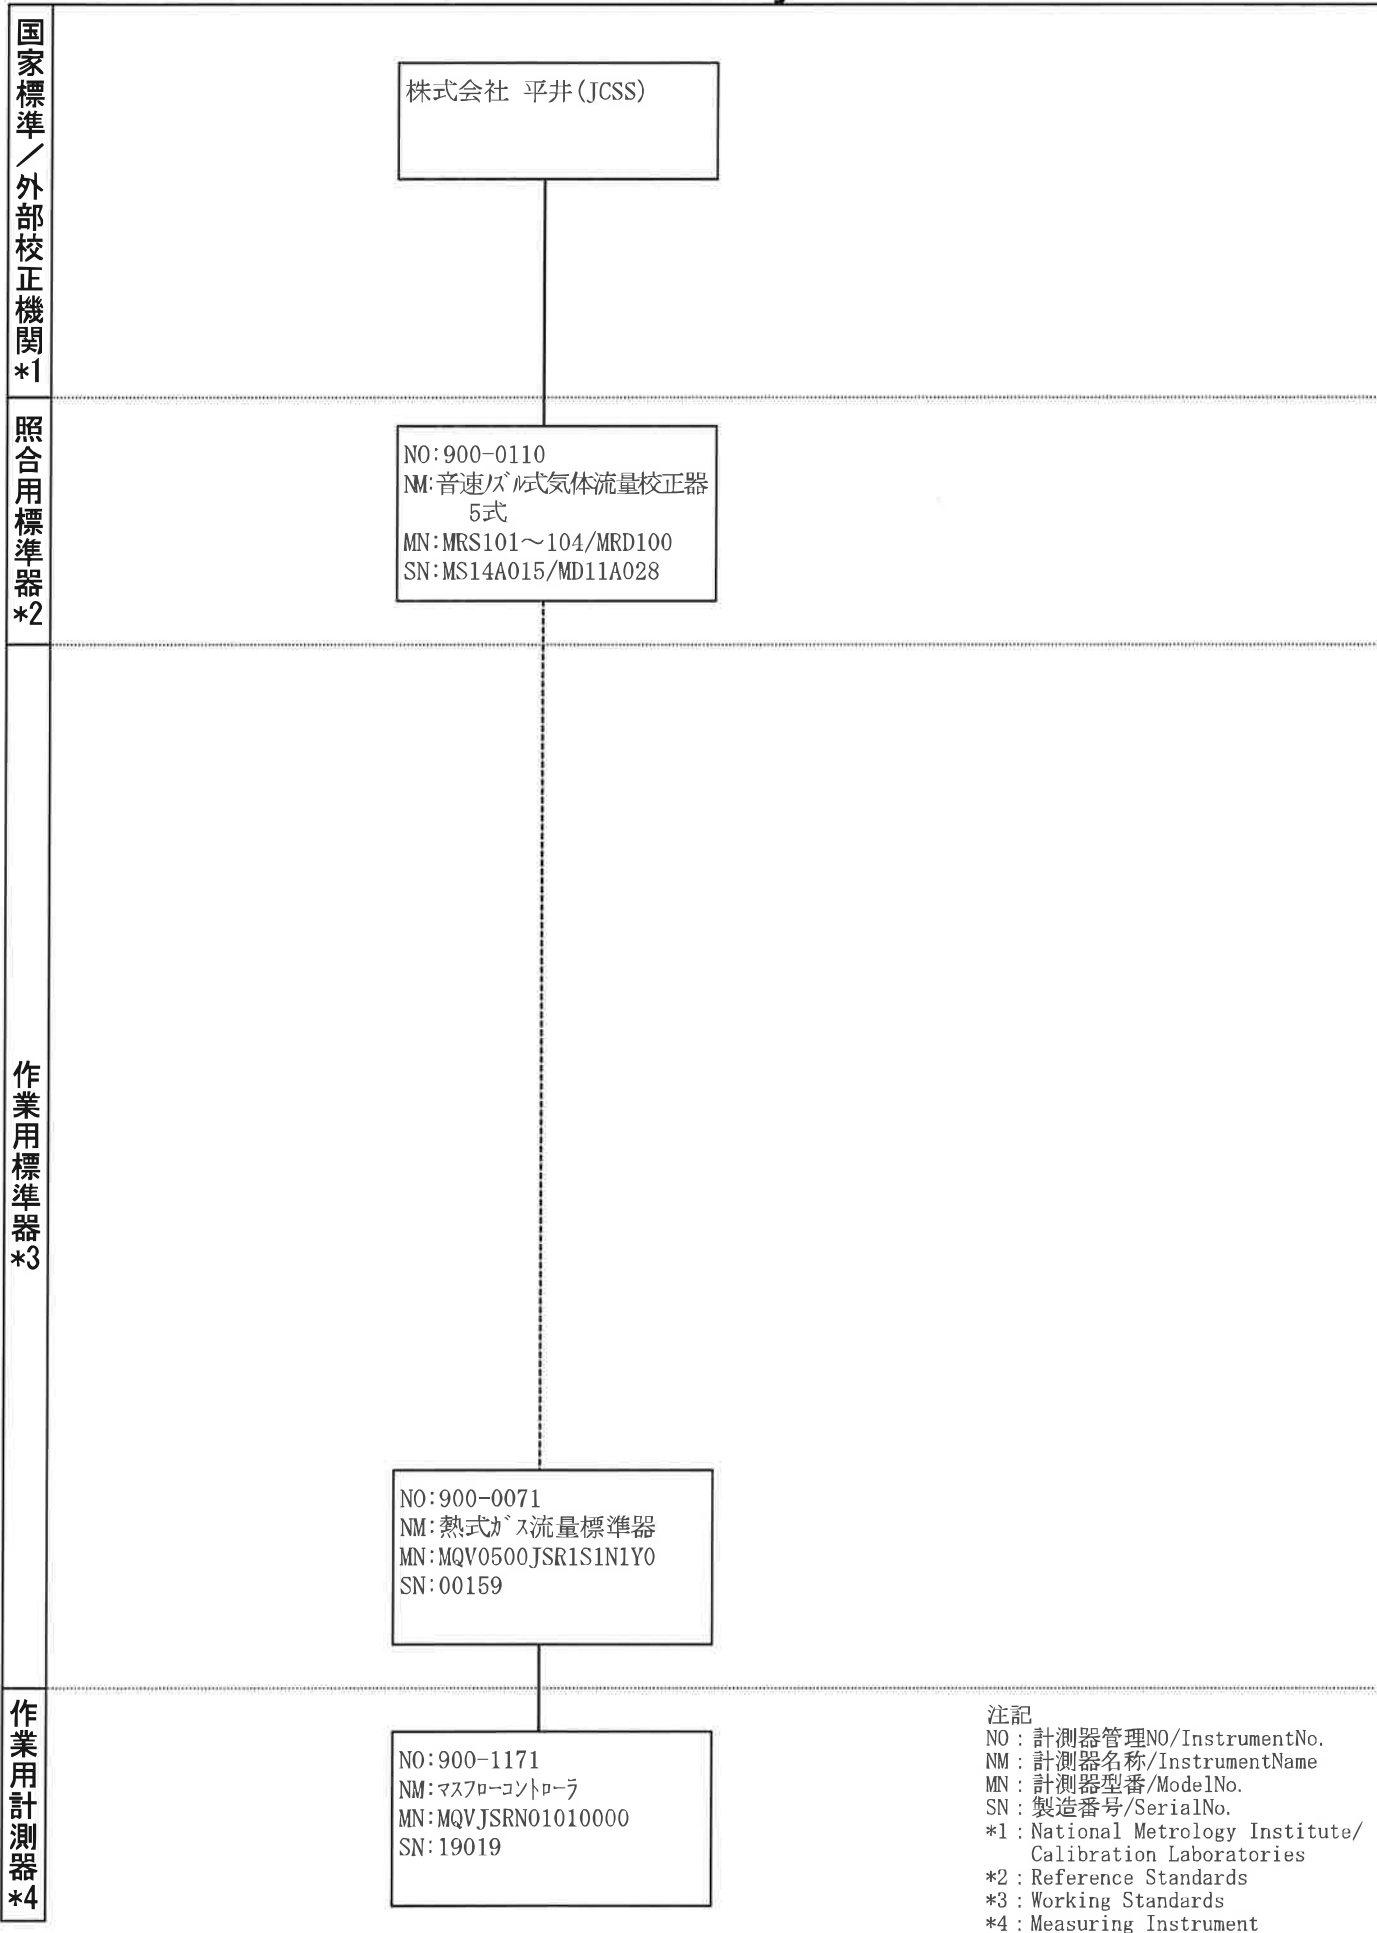 国家標準／外部校正機関*1
株式会社 平井(JCSS)
照合用標準器*2
NO:900-0110
NM:音速ﾉｽﾞﾙ式気体流量校正器
5式
MN:MRS101～104/MRD100
SN:MS14A015/MD11A028
作業用標準器*3
NO:900-0071
NM:熱式ｶﾞｽ流量標準器
MN:MQV0500JSR1S1N1Y0
SN:00159
作業用計測器*4
NO:900-1171
NM:ﾏｽﾌﾛｰｺﾝﾄﾛｰﾗ
MN:MQVJSRN01010000
SN:19019
注記
NO：計測器管理NO/InstrumentNo.
NM：計測器名称/InstrumentName
MN：計測器型番/ModelNo.
SN：製造番号/SerialNo.
*1：National Metrology Institute/
Calibration Laboratories
*2：Reference Standards
*3：Working Standards
*4：Measuring Instrument